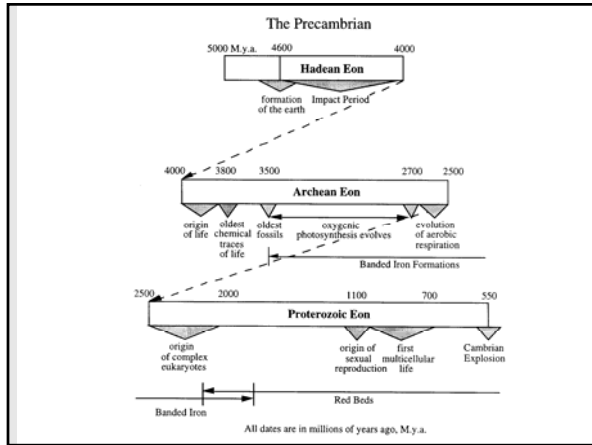 The Precambrian
5000 M.y.a. 4600 4000
Hadean Eon
formation Impact Period
of the earth
4000 3800 3500 2700 2500
Archean Eon
origin oldest oldest oxygenic evolution
of life chemical fossils photosynthesis evolves of aerobic
traces respiration
of life
Banded Iron Formations
2500 2000 1100 700 550
Proterozoic Eon
origin origin of first Cambrian
of complex sexual multicellular Explosion
eukaryotes reproduction life
Banded Iron Red Beds
All dates are in millions of years ago, M.y.a.